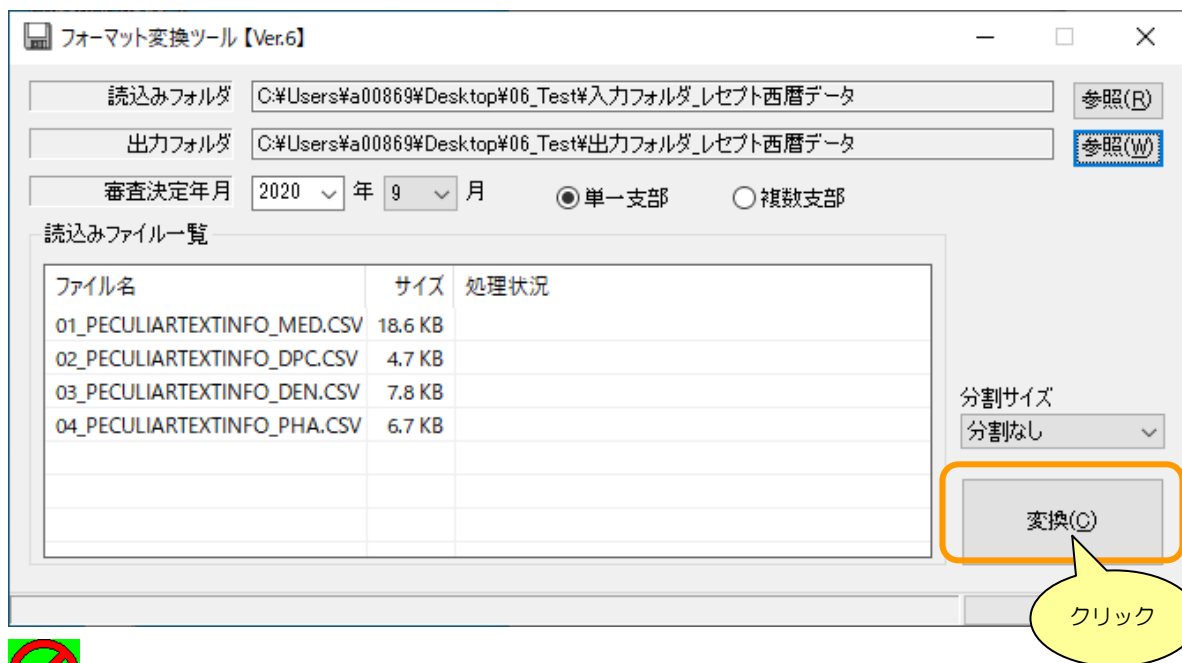 フォーマット変換ツール【Ver.6】
読込みフォルダ C:¥Users¥a00869¥Desktop¥06_Test¥入力フォルダ_レセプト西暦データ 参照(R)
出力フォルダ C:¥Users¥a00869¥Desktop¥06_Test¥出力フォルダ_レセプト西暦データ 参照(W)
審査決定年月 2020 年 9 月 単一支部 複数支部
読込みファイル一覧
ファイル名 サイズ 処理状況
01_PECULIARTEXTINFO_MED.CSV 18.6 KB
02_PECULIARTEXTINFO_DPC.CSV 4.7 KB
03_PECULIARTEXTINFO_DEN.CSV 7.8 KB
04_PECULIARTEXTINFO_PHA.CSV 6.7 KB
分割サイズ
分割なし
変換(C)
クリック